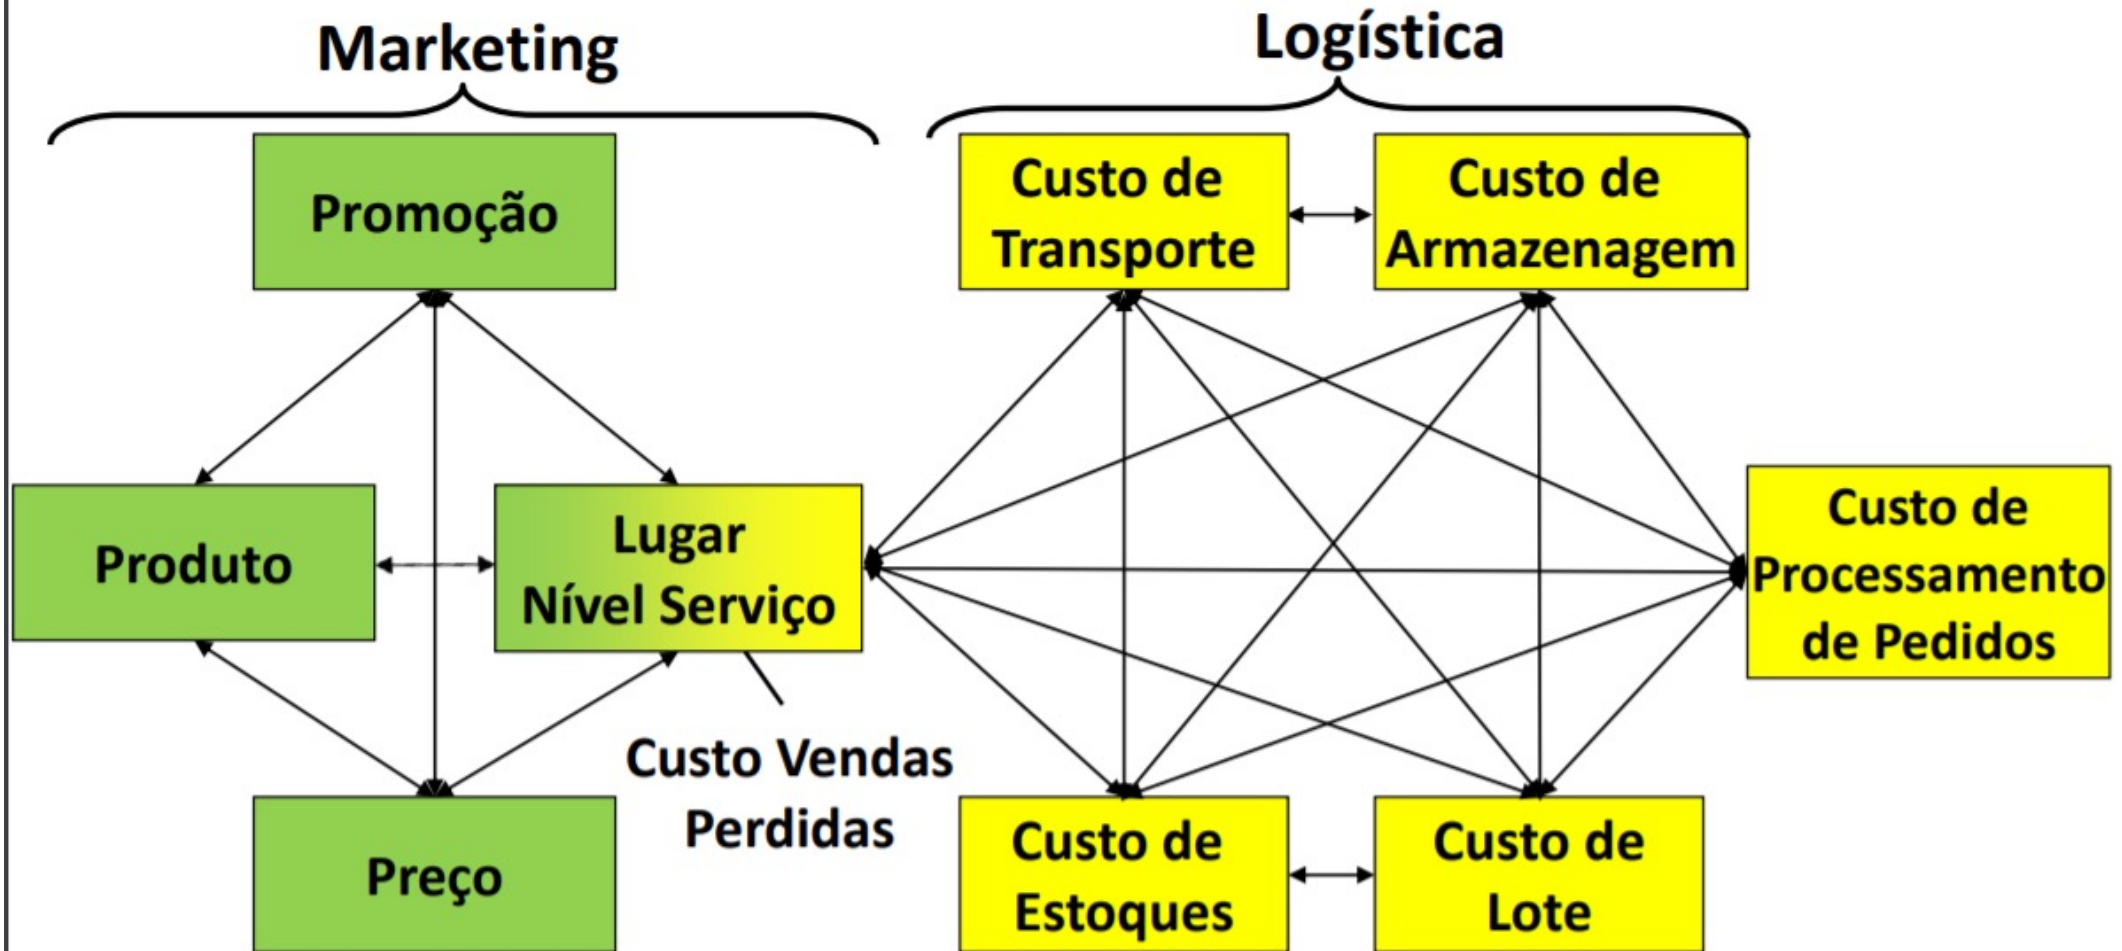 Marketing
Logística
Promoção
Custo de
Transporte
Custo de
Armazenagem
Produto
Lugar
Nível Serviço
Custo de
Processamento
de Pedidos
Custo Vendas
Perdidas
Preço
Custo de
Estoques
Custo de
Lote